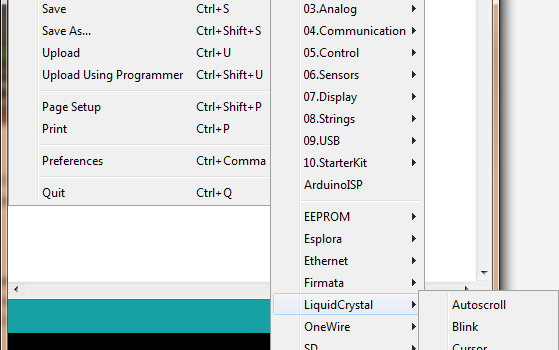 Save Ctrl+S
Save As... Ctrl+Shift+S
Upload Ctrl+U
Upload Using Programmer Ctrl+Shift+U
Page Setup Ctrl+Shift+P
Print Ctrl+P
Preferences Ctrl+Comma
Quit Ctrl+Q
03.Analog
04.Communication
05.Control
06.Sensors
07.Display
08.Strings
09.USB
10.StarterKit
ArduinoISP
EEPROM
Esplora
Ethernet
Firmata
LiquidCrystal
OneWire
SD
Autoscroll
Blink
Cursor